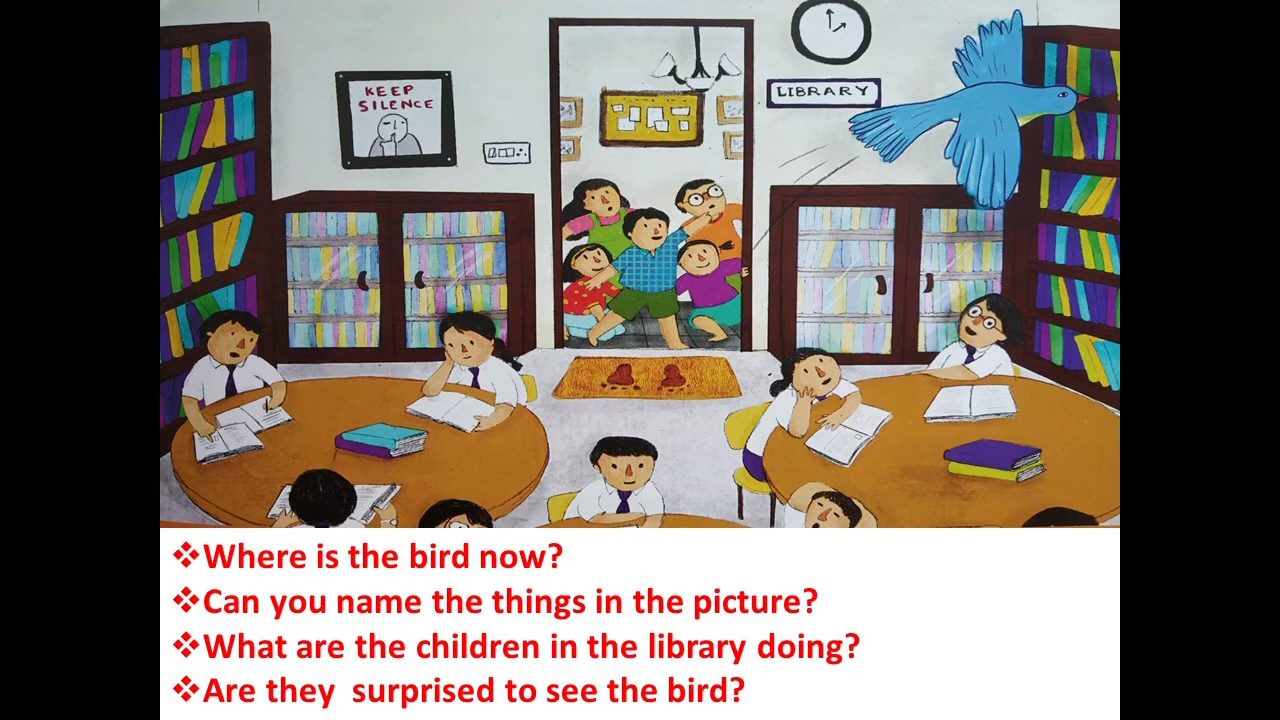 KEEP
SILENCE
LIBRARY
❖Where is the bird now?
❖Can you name the things in the picture?
❖What are the children in the library doing?
❖Are they  surprised to see the bird?